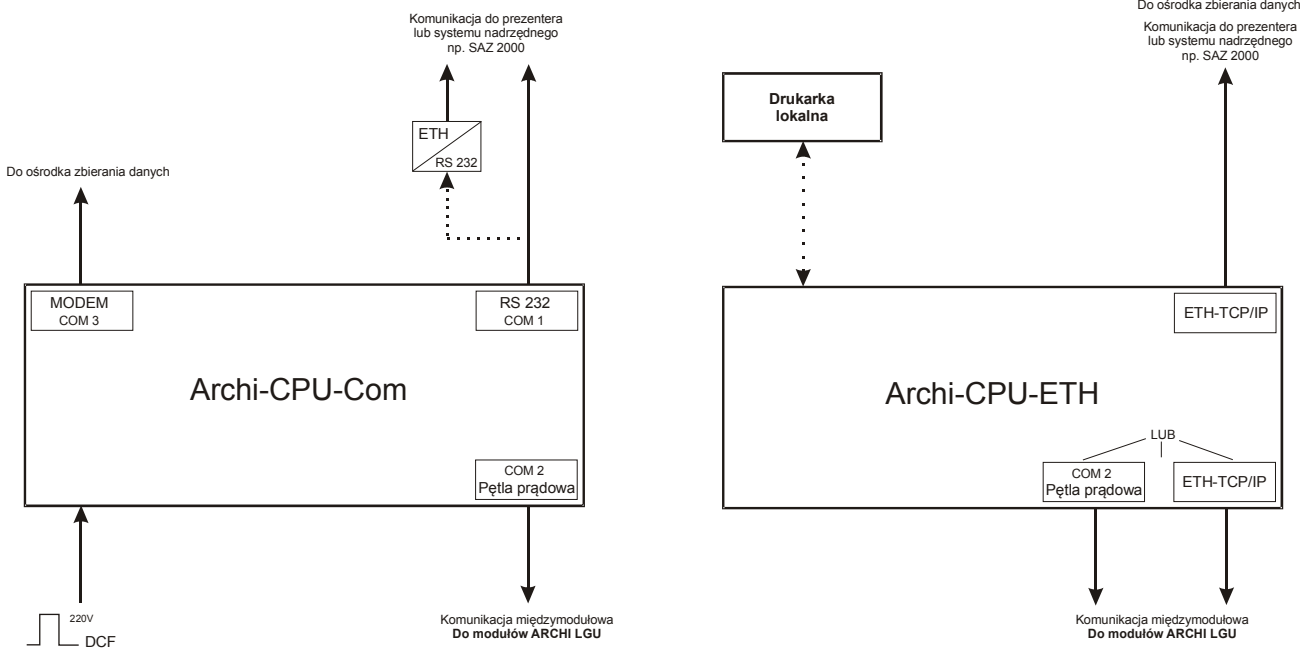 Komunikacja do prezentera
lub systemu nadrzędnego
np. SAZ 2000
ETH
RS 232
Do ośrodka zbierania danych
MODEM
COM 3
RS 232
COM 1
Archi-CPU-Com
COM 2
Pętla prądowa
220V
DCF
Komunikacja międzymodułowa
Do modułów ARCHI LGU
Do ośrodka zbierania danych
Komunikacja do prezentera
lub systemu nadrzędnego
np. SAZ 2000
Drukarka
lokalna
ETH-TCP/IP
Archi-CPU-ETH
LUB
COM 2
Pętla prądowa
ETH-TCP/IP
Komunikacja międzymodułowa
Do modułów ARCHI LGU